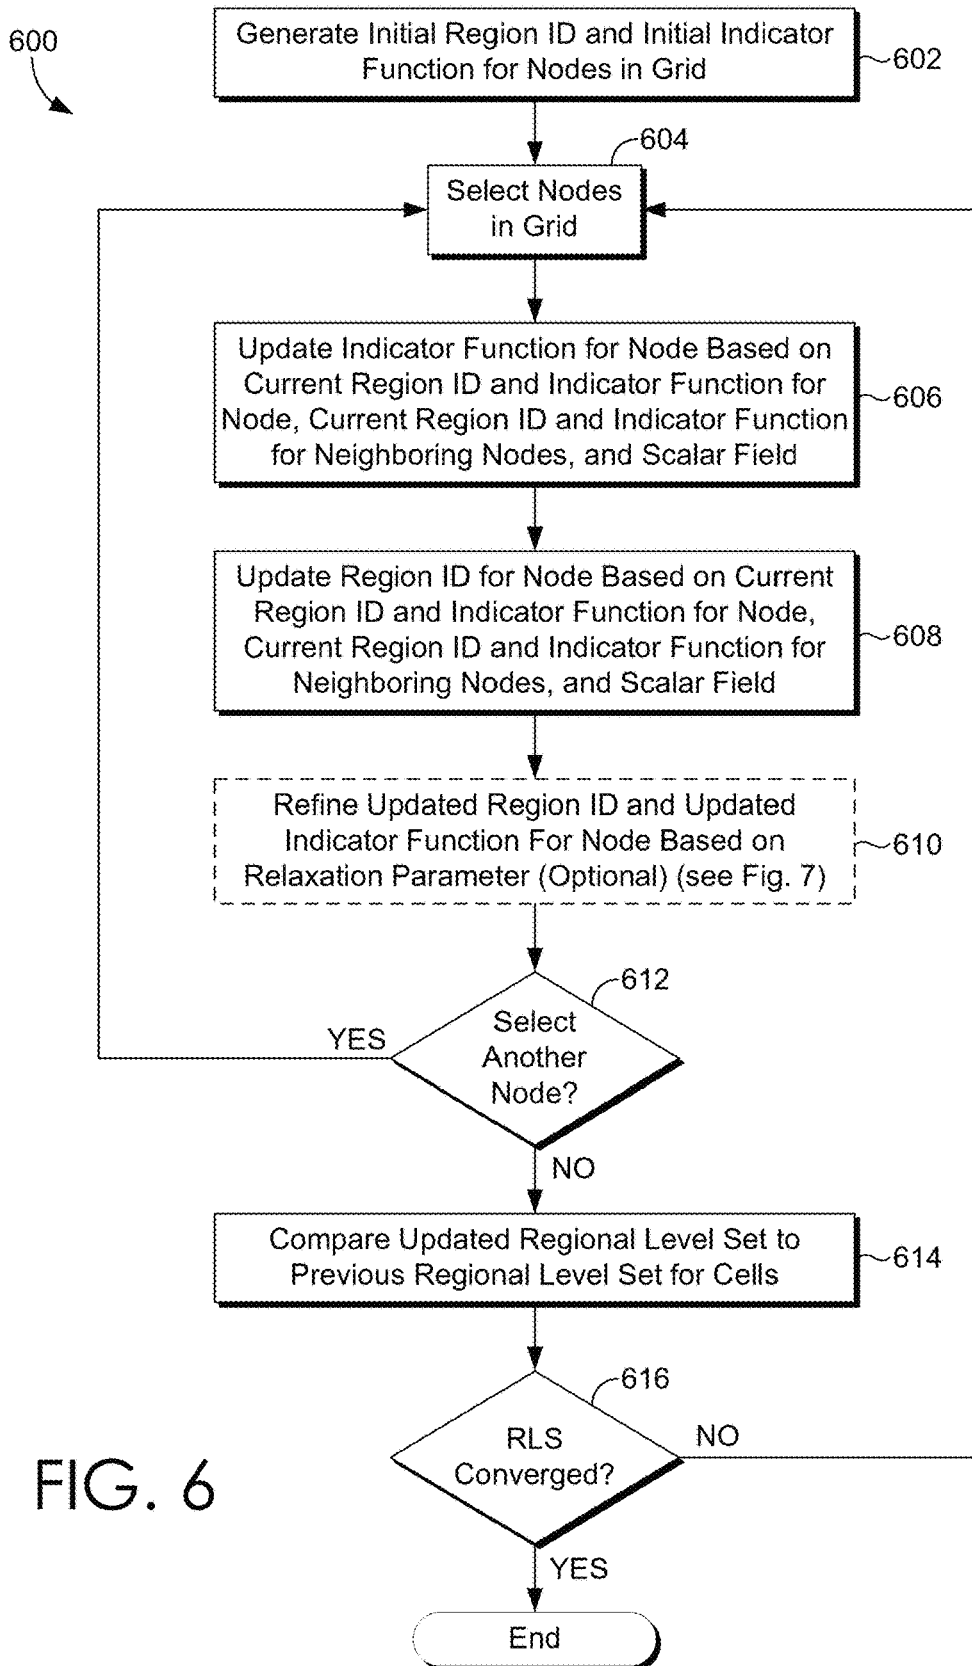 600
Generate Initial Region ID and Initial Indicator
Function for Nodes in Grid
602
604
Select Nodes
in Grid
Update Indicator Function for Node Based on
Current Region ID and Indicator Function for
Node, Current Region ID and Indicator Function
for Neighboring Nodes, and Scalar Field
606
Update Region ID for Node Based on Current
Region ID and Indicator Function for Node,
Current Region ID and Indicator Function for
Neighboring Nodes, and Scalar Field
608
Refine Updated Region ID and Updated
Indicator Function For Node Based on
Relaxation Parameter (Optional) (see Fig. 7)
610
612
Select
Another
Node?
YES
NO
Compare Updated Regional Level Set to
Previous Regional Level Set for Cells
614
616
RLS
Converged?
NO
YES
End
FIG. 6